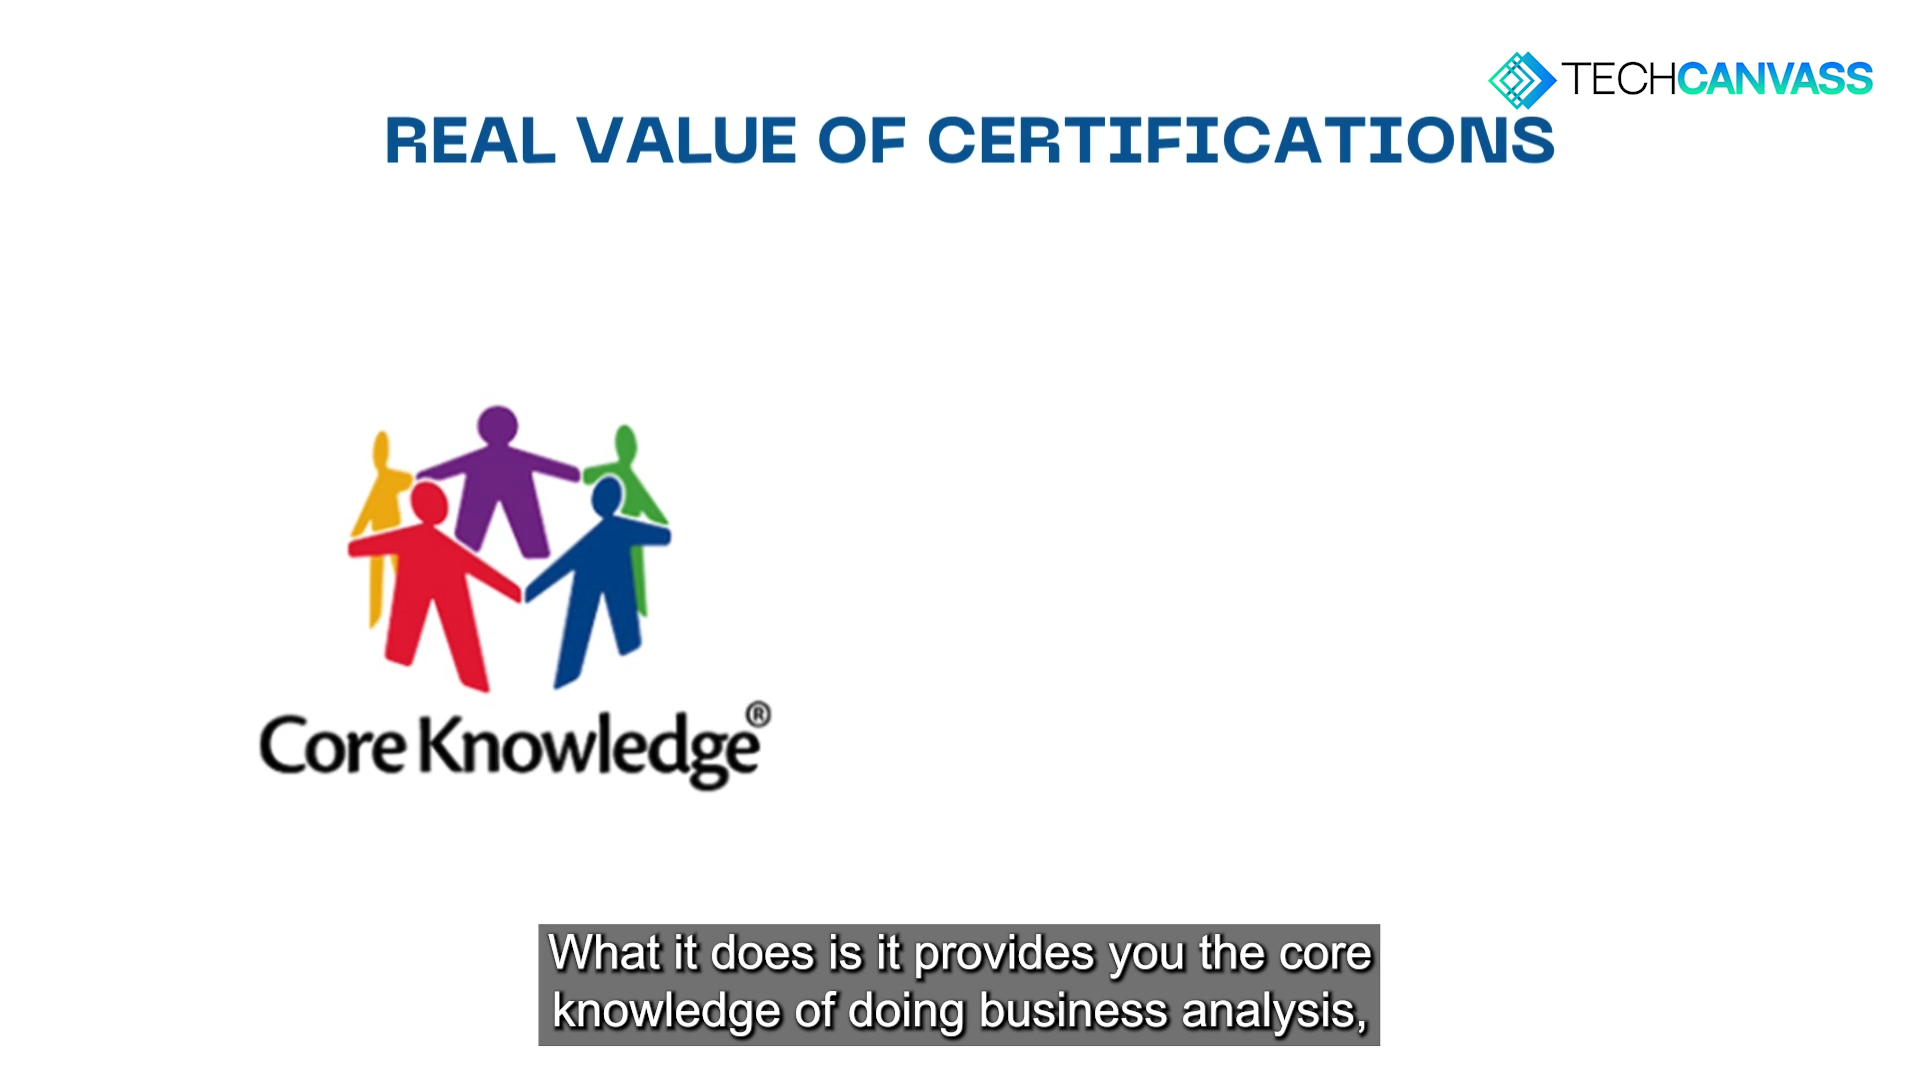 TECHCANVASS
REAL VALUE OF CERTIFICATIONS
Core Knowledge®
What it does is it provides you the core
knowledge of doing business analysis,